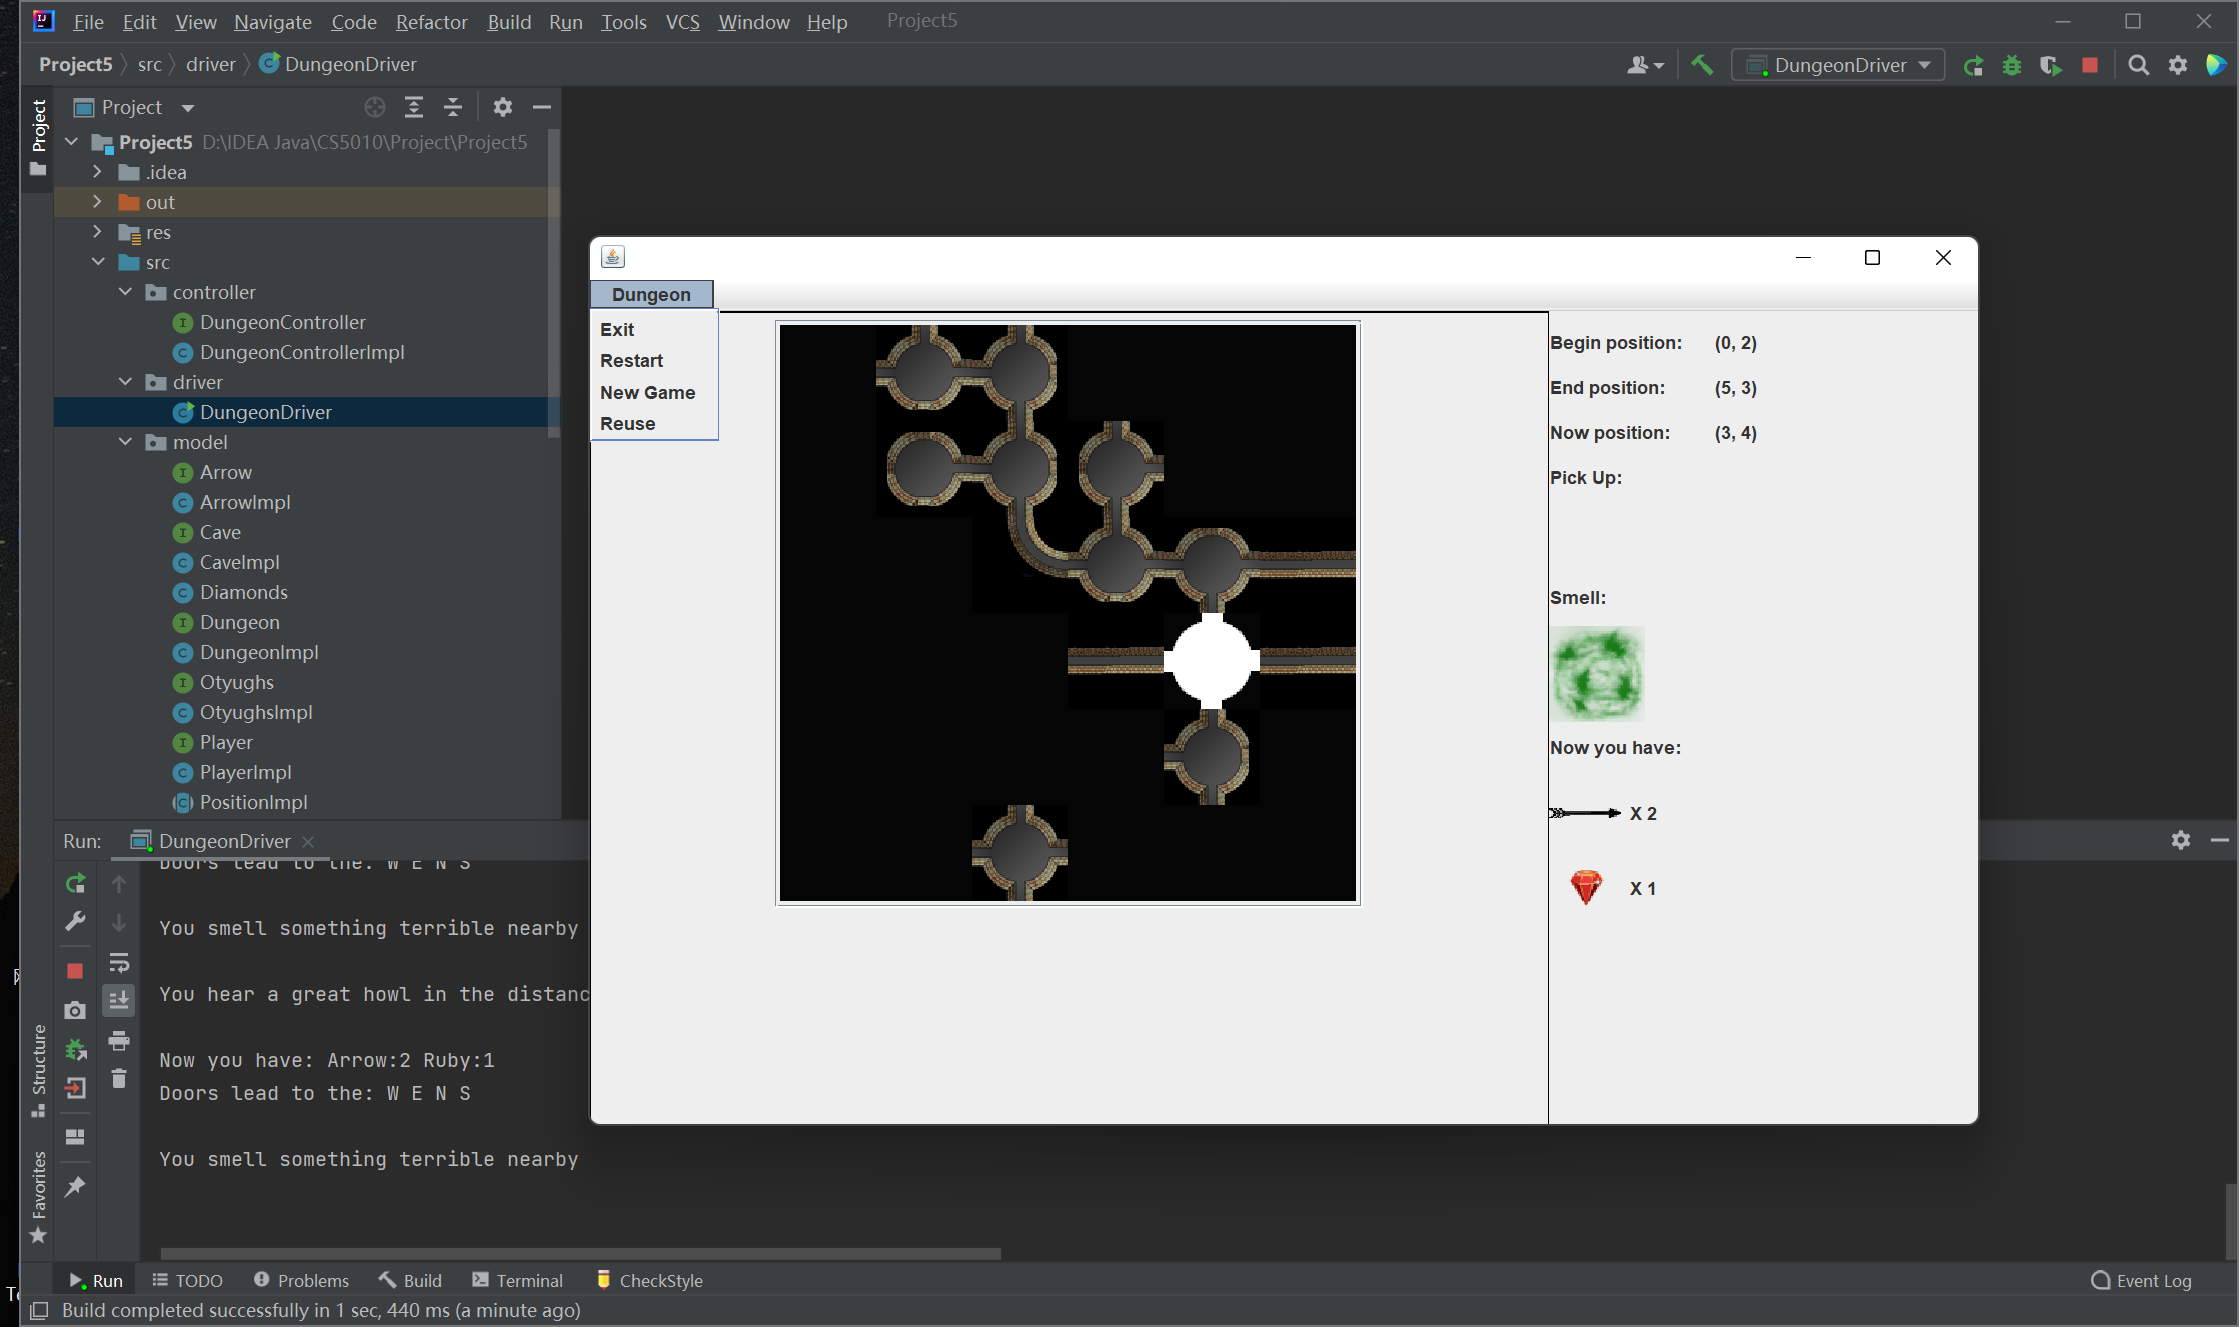 File Edit View Navigate Code Refactor Build Run Tools VCS Window Help Project5
Project5 src driver DungeonDriver
DungeonDriver
Project
Project
Project5 D:\IDEA Java\CS5010\Project\Project5
.idea
out
res
src
controller
DungeonController
DungeonControllerImpl
driver
DungeonDriver
model
Arrow
ArrowImpl
Cave
CaveImpl
Diamonds
Dungeon
DungeonImpl
Otyughs
OtyughsImpl
Player
PlayerImpl
PositionImpl
Dungeon
Exit
Restart
New Game
Reuse
Begin position: (0, 2)
End position: (5, 3)
Now position: (3, 4)
Pick Up:
Smell:
Now you have:
X 2
X 1
Run: DungeonDriver
Doors lead to the: W E N S
You smell something terrible nearby
You hear a great howl in the distanc
Now you have: Arrow:2 Ruby:1
Doors lead to the: W E N S
You smell something terrible nearby
Structure
Favorites
Run TODO Problems Build Terminal CheckStyle Event Log
Build completed successfully in 1 sec, 440 ms (a minute ago)